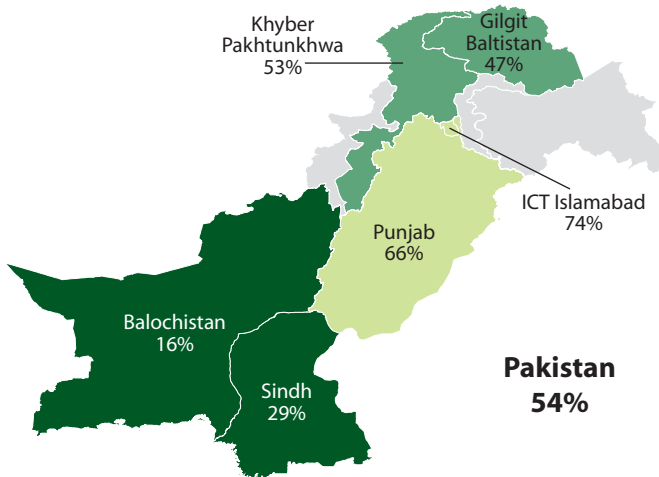 Khyber
Pakhtunkhwa
53%
Gilgit
Baltistan
47%
ICT Islamabad
74%
Punjab
66%
Balochistan
16%
Sindh
29%
Pakistan
54%